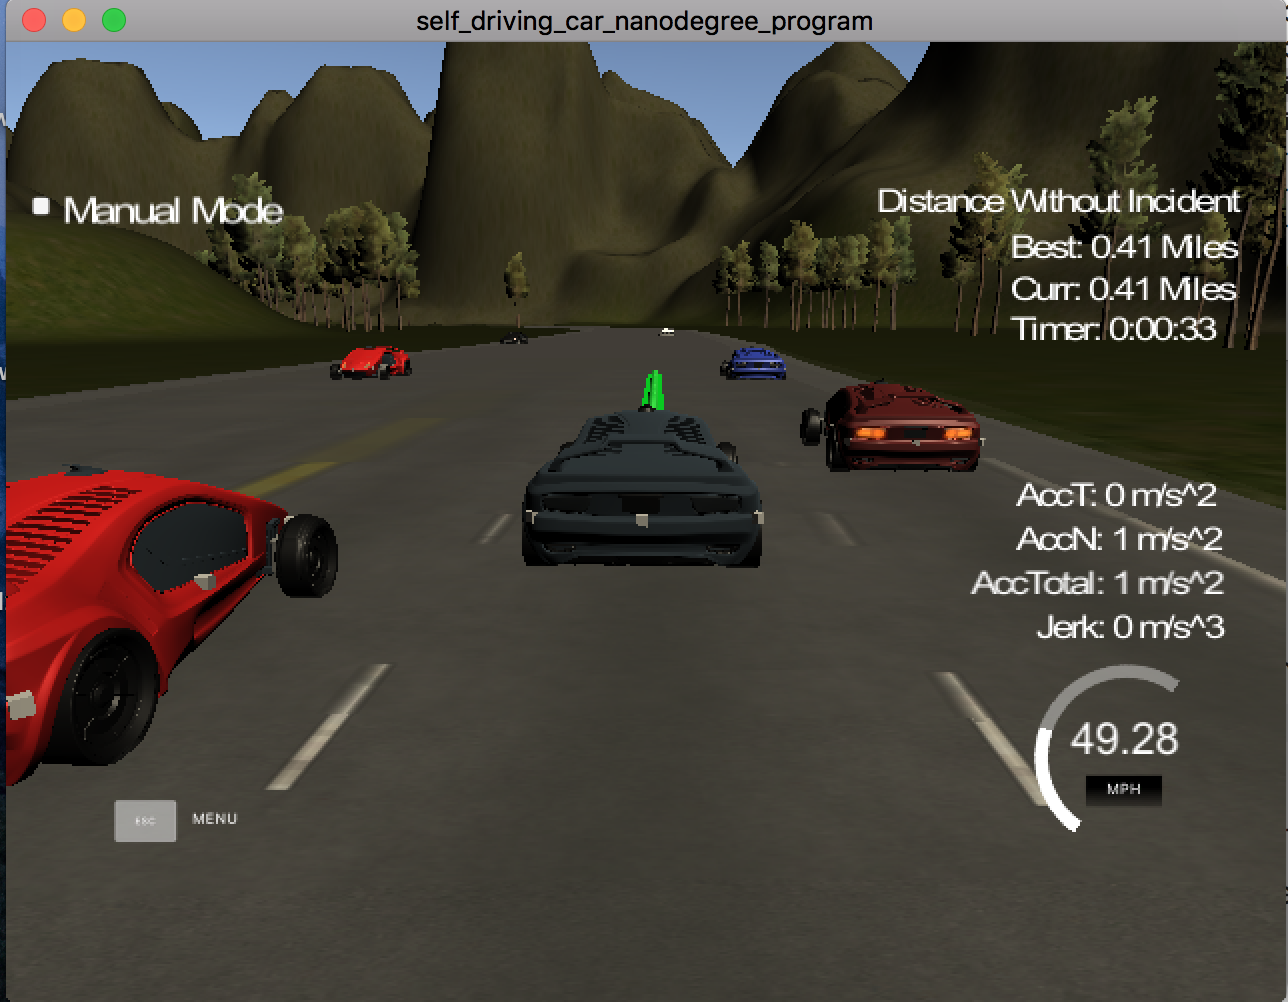 self_driving_car_nanodegree_program
Manual Mode
Distance Without Incident
Best: 0.41 Miles
Curr: 0.41 Miles
Timer: 0:00:33
AccT: 0 m/s^2
AccN: 1 m/s^2
AccTotal: 1 m/s^2
Jerk: 0 m/s^3
49.28
MPH
ESC MENU